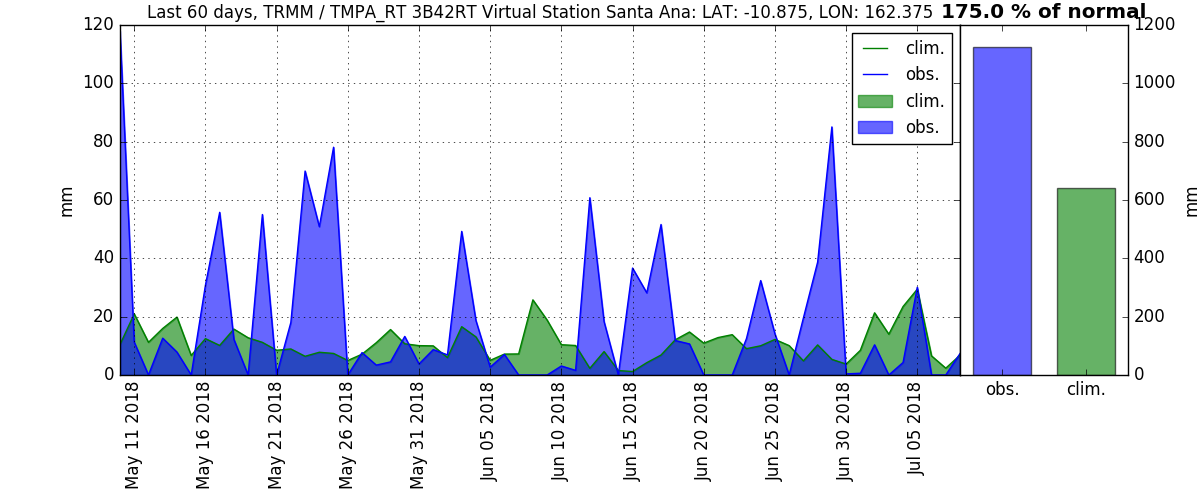 Last 60 days, TRMM / TMPA_RT 3B42RT Virtual Station Santa Ana: LAT: -10.875, LON: 162.375 175.0 % of normal
120
100
80
60
40
20
0
mm
clim.
obs.
clim.
obs.
May 11 2018
May 16 2018
May 21 2018
May 26 2018
May 31 2018
Jun 05 2018
Jun 10 2018
Jun 15 2018
Jun 20 2018
Jun 25 2018
Jun 30 2018
Jul 05 2018
1200
1000
800
600
400
200
0
mm
obs.
clim.